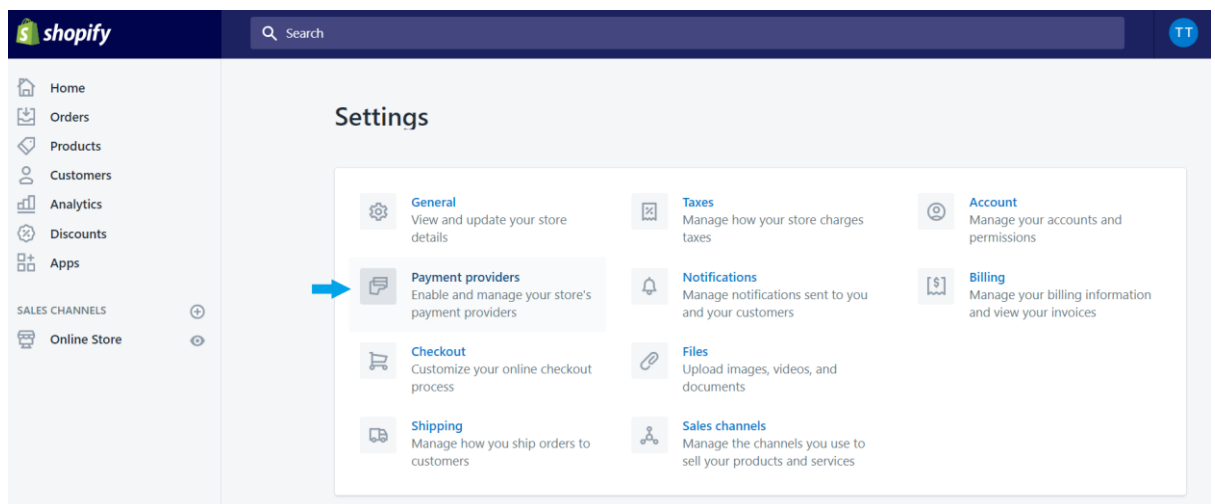 shopify
Search
TT
Home
Orders
Products
Customers
Analytics
Discounts
Apps
SALES CHANNELS
Online Store
Settings
General
View and update your store
details
Payment providers
Enable and manage your store's
payment providers
Checkout
Customize your online checkout
process
Shipping
Manage how you ship orders to
customers
Taxes
Manage how your store charges
taxes
Notifications
Manage notifications sent to you
and your customers
Files
Upload images, videos, and
documents
Sales channels
Manage the channels you use to
sell your products and services
Account
Manage your accounts and
permissions
Billing
Manage your billing information
and view your invoices